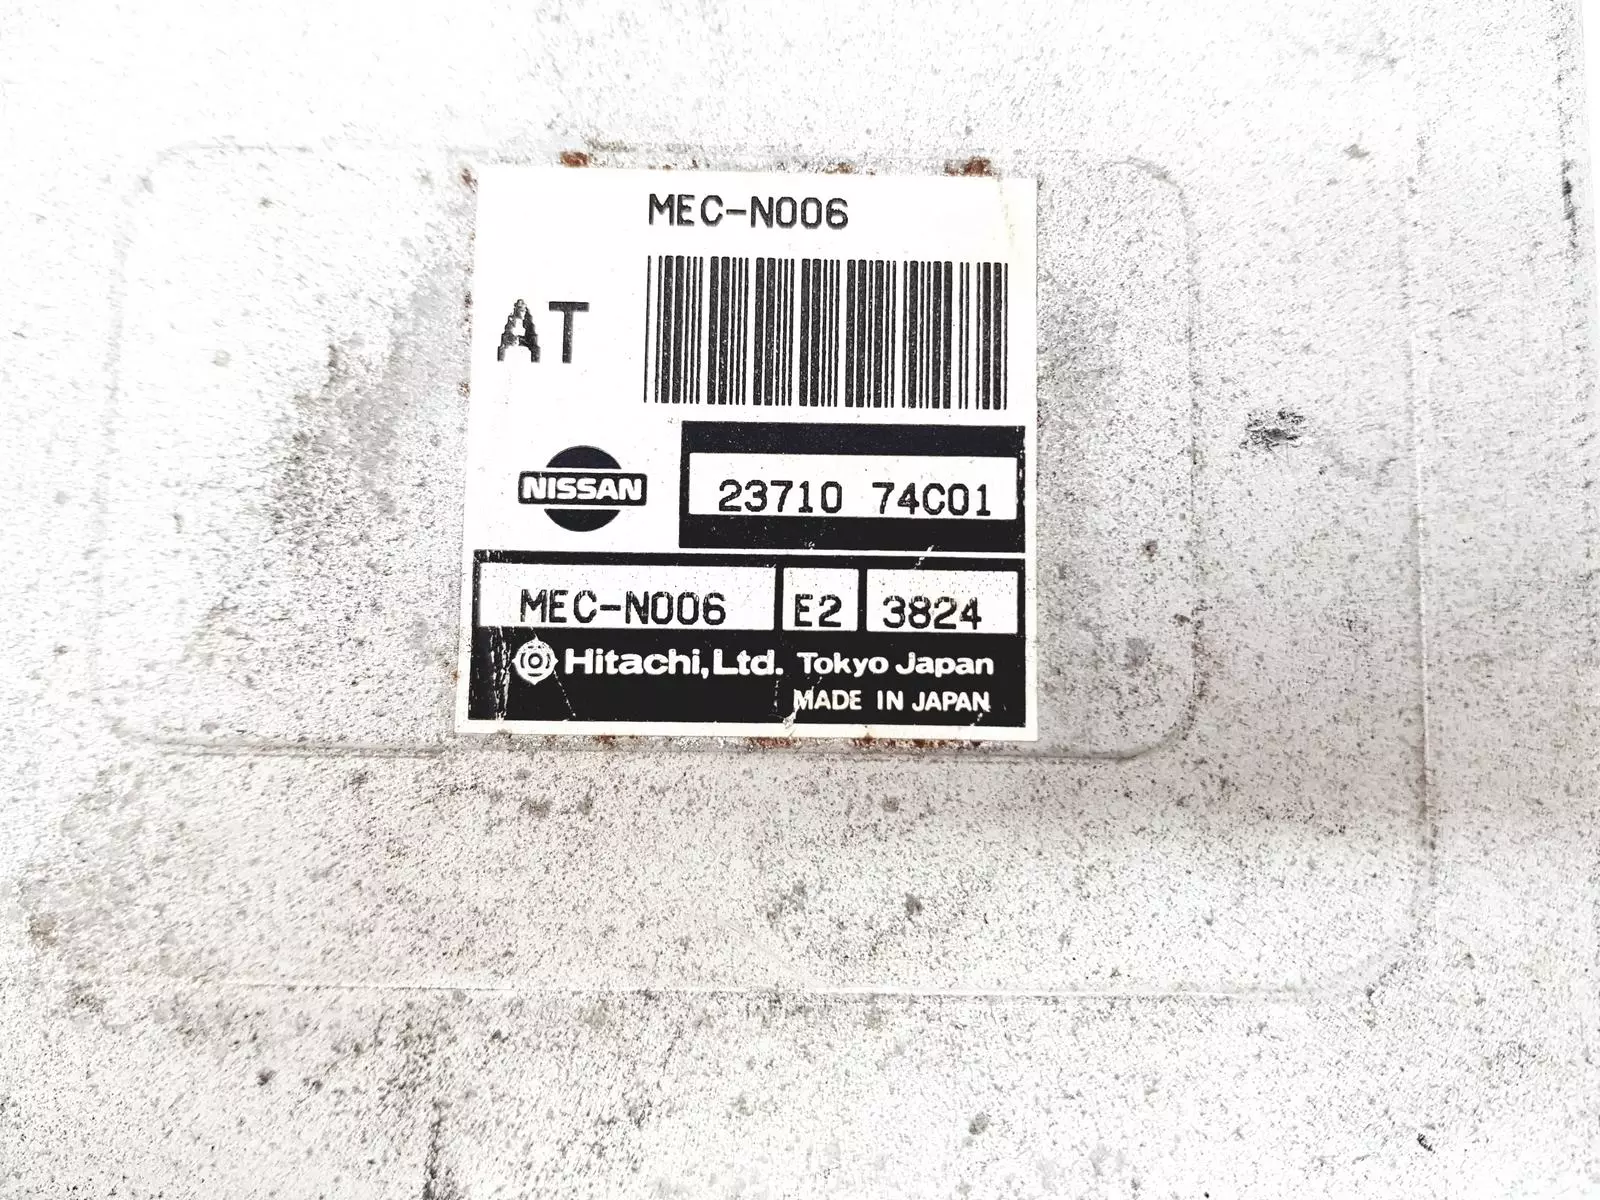 MEC-N006
AT
NISSAN
23710 74C01
MEC-N006 E2 3824
Hitachi, Ltd. Tokyo Japan
MADE IN JAPAN